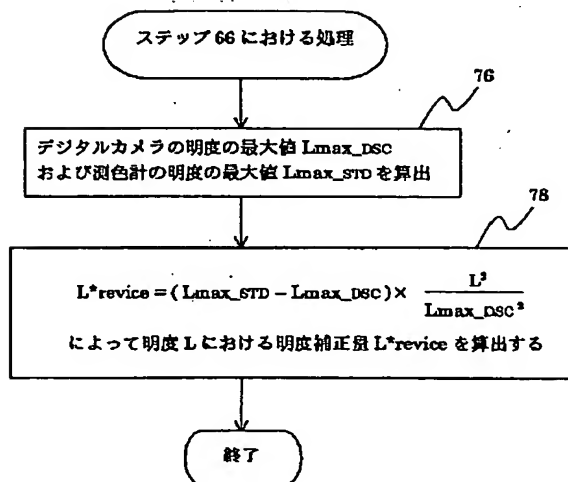 ステップ66における処理
76
デジタルカメラの明度の最大値 Lmax_DSC
および測色計の明度の最大値 Lmax_STD を算出
78
L*revice = ( Lmax_STD − Lmax_DSC ) × L² / Lmax_DSC²
によって明度 L における明度補正量 L*revice を算出する
終了